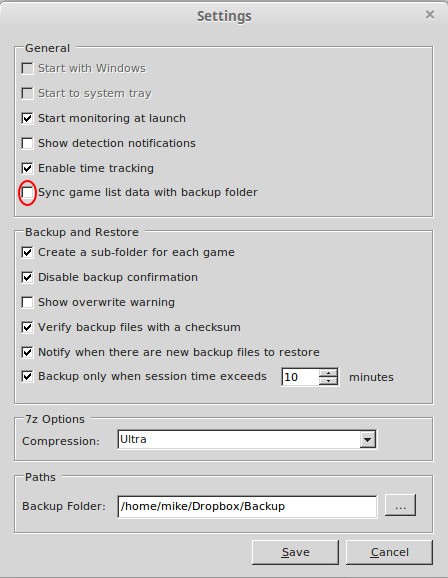 Settings
General
Start with Windows
Start to system tray
Start monitoring at launch
Show detection notifications
Enable time tracking
Sync game list data with backup folder
Backup and Restore
Create a sub-folder for each game
Disable backup confirmation
Show overwrite warning
Verify backup files with a checksum
Notify when there are new backup files to restore
Backup only when session time exceeds 10 minutes
7z Options
Compression: Ultra
Paths
Backup Folder: /home/mike/Dropbox/Backup ...
Save Cancel